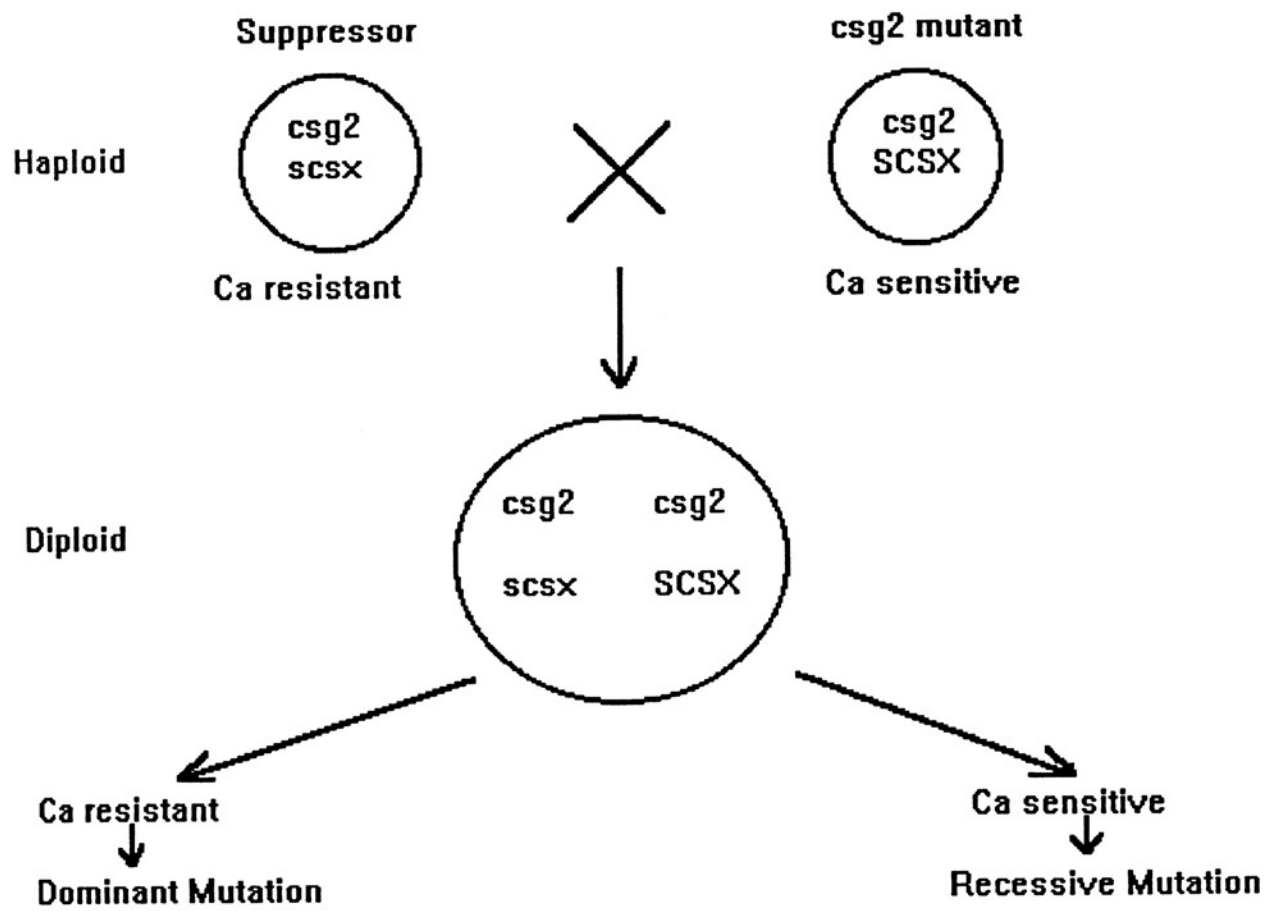 Suppressor
csg2 mutant
Haploid
csg2
scsx
csg2
SCSX
Ca resistant
Ca sensitive
Diploid
csg2 csg2
scsx SCSX
Ca resistant
Ca sensitive
Dominant Mutation
Recessive Mutation